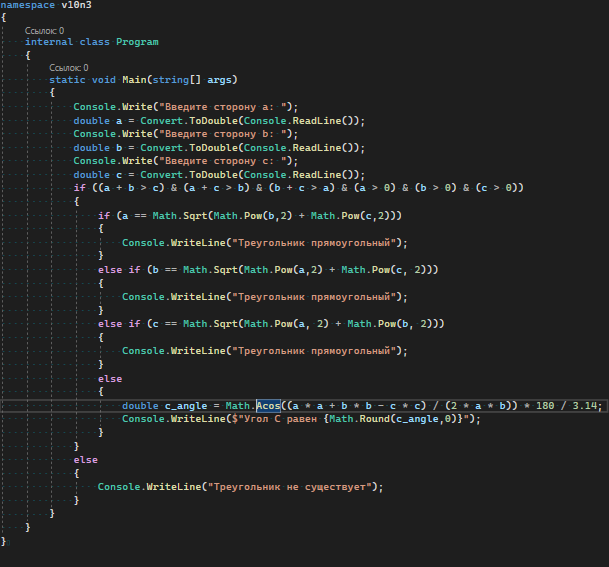 namespace v10n3
{
Ссылок: 0
internal class Program
{
Ссылок: 0
static void Main(string[] args)
{
Console.Write("Введите сторону a: ");
double a = Convert.ToDouble(Console.ReadLine());
Console.Write("Введите сторону b: ");
double b = Convert.ToDouble(Console.ReadLine());
Console.Write("Введите сторону c: ");
double c = Convert.ToDouble(Console.ReadLine());
if ((a + b > c) & (a + c > b) & (b + c > a) & (a > 0) & (b > 0) & (c > 0))
{
if (a == Math.Sqrt(Math.Pow(b,2) + Math.Pow(c,2)))
{
Console.WriteLine("Треугольник прямоугольный");
}
else if (b == Math.Sqrt(Math.Pow(a,2) + Math.Pow(c, 2)))
{
Console.WriteLine("Треугольник прямоугольный");
}
else if (c == Math.Sqrt(Math.Pow(a, 2) + Math.Pow(b, 2)))
{
Console.WriteLine("Треугольник прямоугольный");
}
else
{
double c_angle = Math.Acos((a * a + b * b - c * c) / (2 * a * b)) * 180 / 3.14;
Console.WriteLine($"Угол C равен {Math.Round(c_angle,0)}");
}
}
else
{
Console.WriteLine("Треугольник не существует");
}
}
}
}